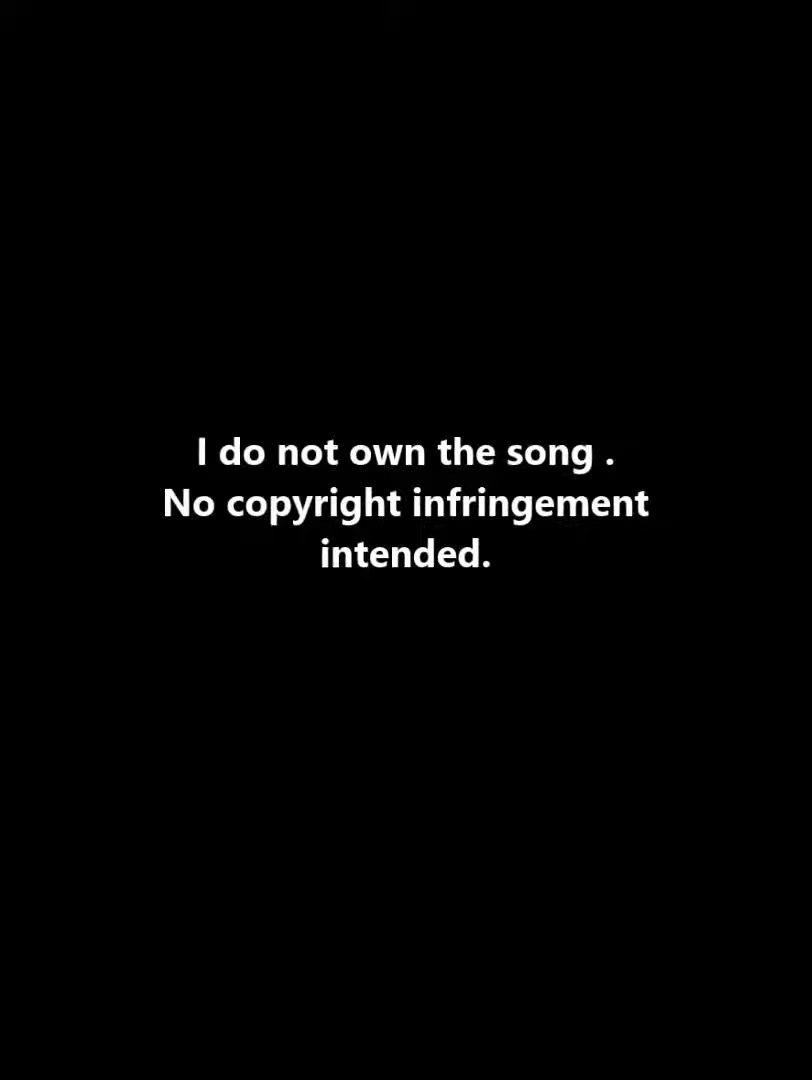 I do not own the song .
No copyright infringement
intended.